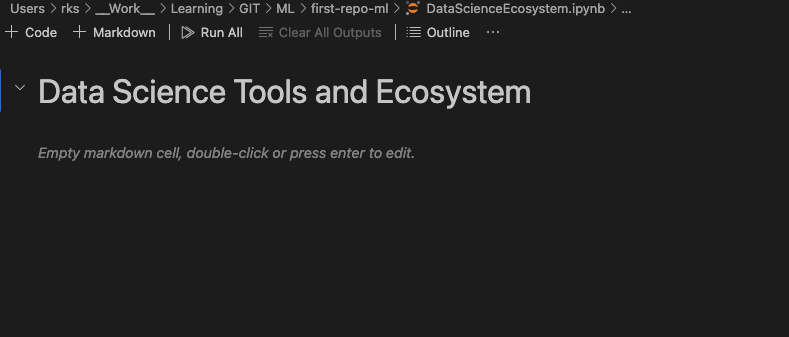 Users > rks > __Work__ > Learning > GIT > ML > first-repo-ml > DataScienceEcosystem.ipynb > ...
+ Code + Markdown | Run All Clear All Outputs | Outline ...
Data Science Tools and Ecosystem
Empty markdown cell, double-click or press enter to edit.